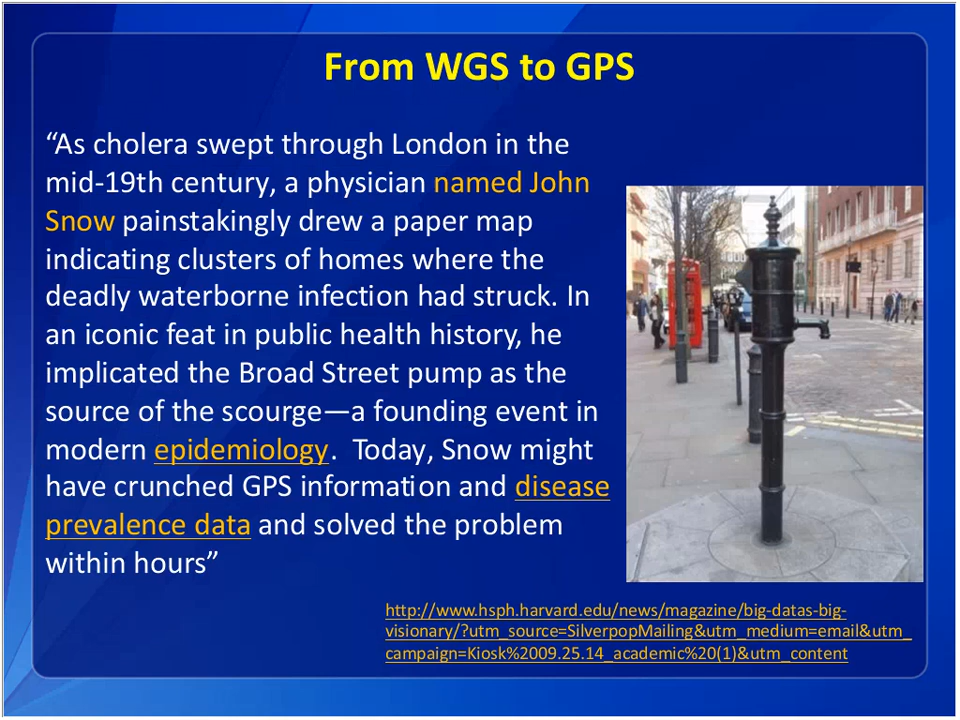 From WGS to GPS
“As cholera swept through London in the
mid-19th century, a physician named John
Snow painstakingly drew a paper map
indicating clusters of homes where the
deadly waterborne infection had struck. In
an iconic feat in public health history, he
implicated the Broad Street pump as the
source of the scourge—a founding event in
modern epidemiology.  Today, Snow might
have crunched GPS information and disease
prevalence data and solved the problem
within hours”
http://www.hsph.harvard.edu/news/magazine/big-datas-big-
visionary/?utm_source=SilverpopMailing&utm_medium=email&utm_
campaign=Kiosk%2009.25.14_academic%20(1)&utm_content